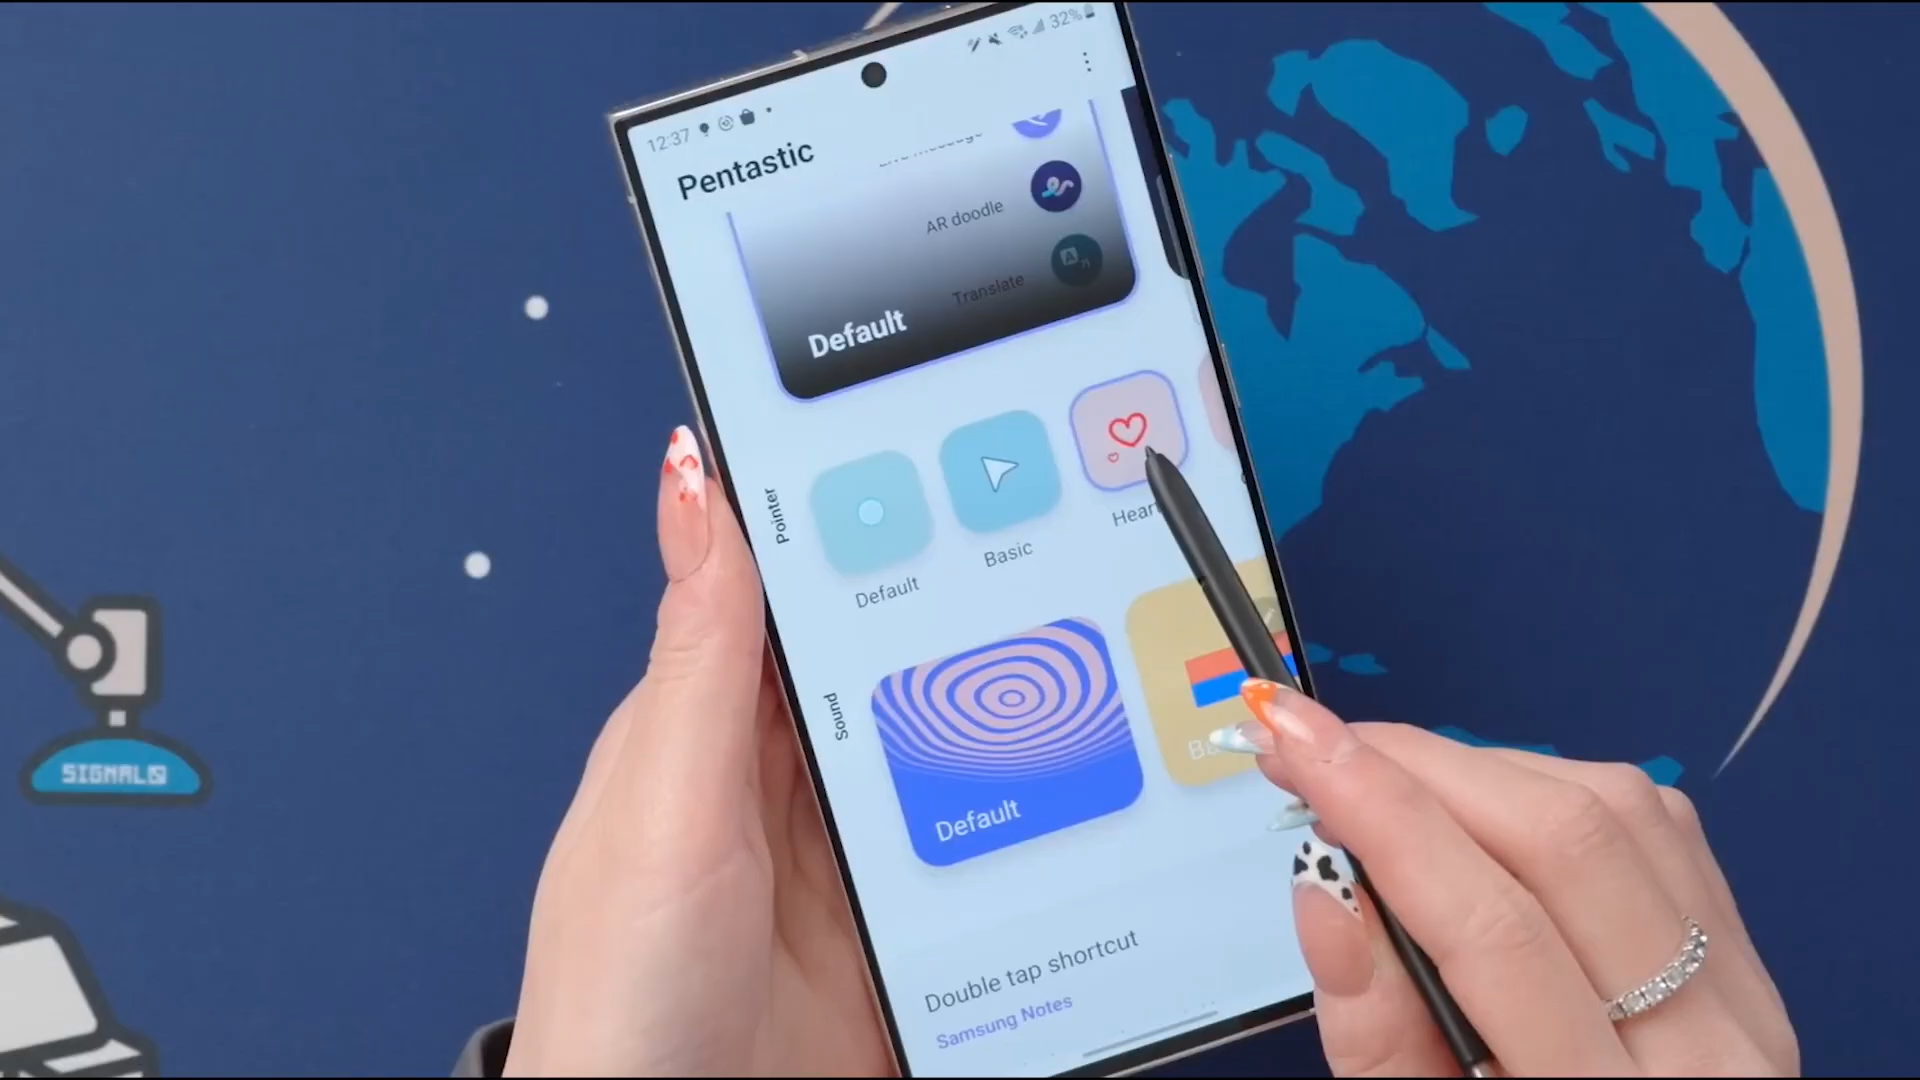 12:37
32%
Pentastic
AR doodle
Translate
Default
Pointer
Default
Basic
Heart
Sound
Default
Double tap shortcut
Samsung Notes
SIGNAL